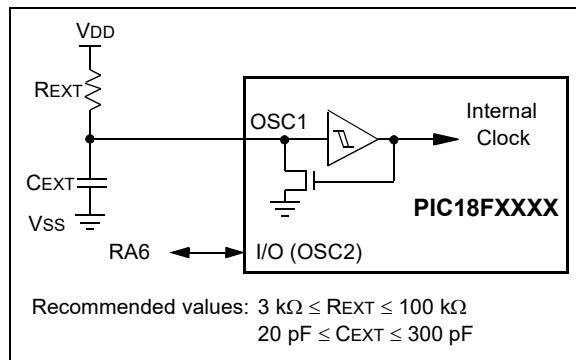 VDD
REXT
OSC1
Internal
Clock
CEXT
PIC18FXXXX
VSS
RA6
I/O (OSC2)
Recommended values: 3 kΩ ≤ REXT ≤ 100 kΩ
20 pF ≤ CEXT ≤ 300 pF